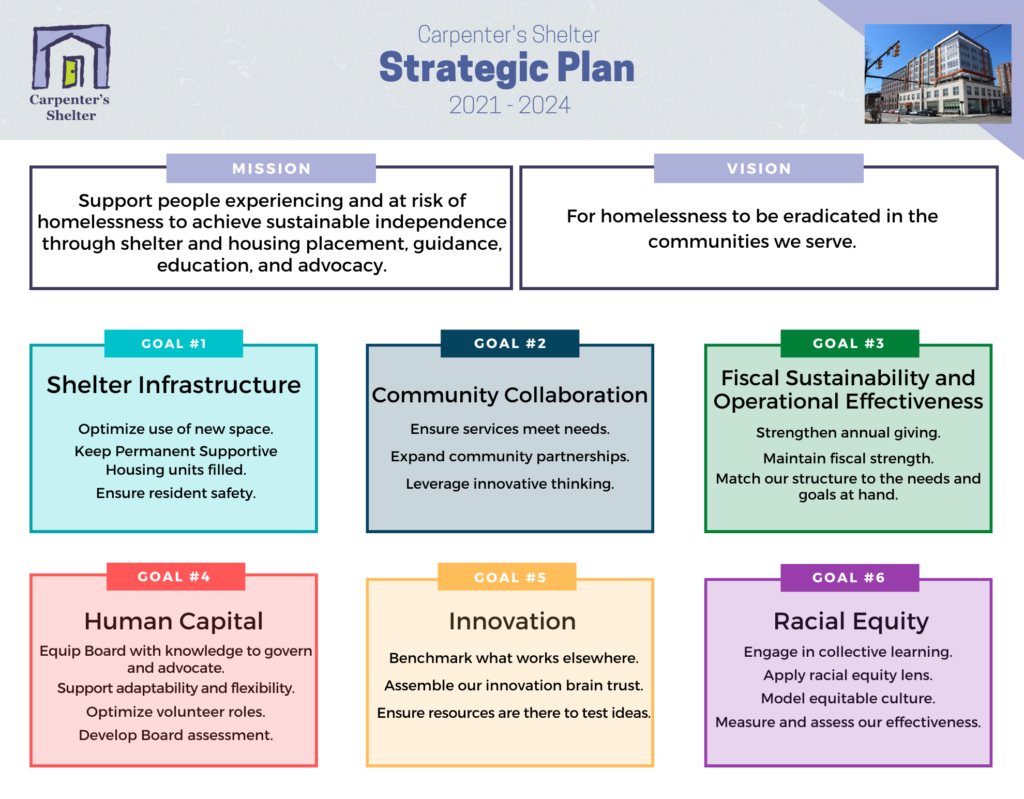 Carpenter's
Shelter
Carpenter's Shelter
Strategic Plan
2021 - 2024
MISSION
Support people experiencing and at risk of
homelessness to achieve sustainable independence
through shelter and housing placement, guidance,
education, and advocacy.
VISION
For homelessness to be eradicated in the
communities we serve.
GOAL #1
Shelter Infrastructure
Optimize use of new space.
Keep Permanent Supportive
Housing units filled.
Ensure resident safety.
GOAL #2
Community Collaboration
Ensure services meet needs.
Expand community partnerships.
Leverage innovative thinking.
GOAL #3
Fiscal Sustainability and
Operational Effectiveness
Strengthen annual giving.
Maintain fiscal strength.
Match our structure to the needs and
goals at hand.
GOAL #4
Human Capital
Equip Board with knowledge to govern
and advocate.
Support adaptability and flexibility.
Optimize volunteer roles.
Develop Board assessment.
GOAL #5
Innovation
Benchmark what works elsewhere.
Assemble our innovation brain trust.
Ensure resources are there to test ideas.
GOAL #6
Racial Equity
Engage in collective learning.
Apply racial equity lens.
Model equitable culture.
Measure and assess our effectiveness.